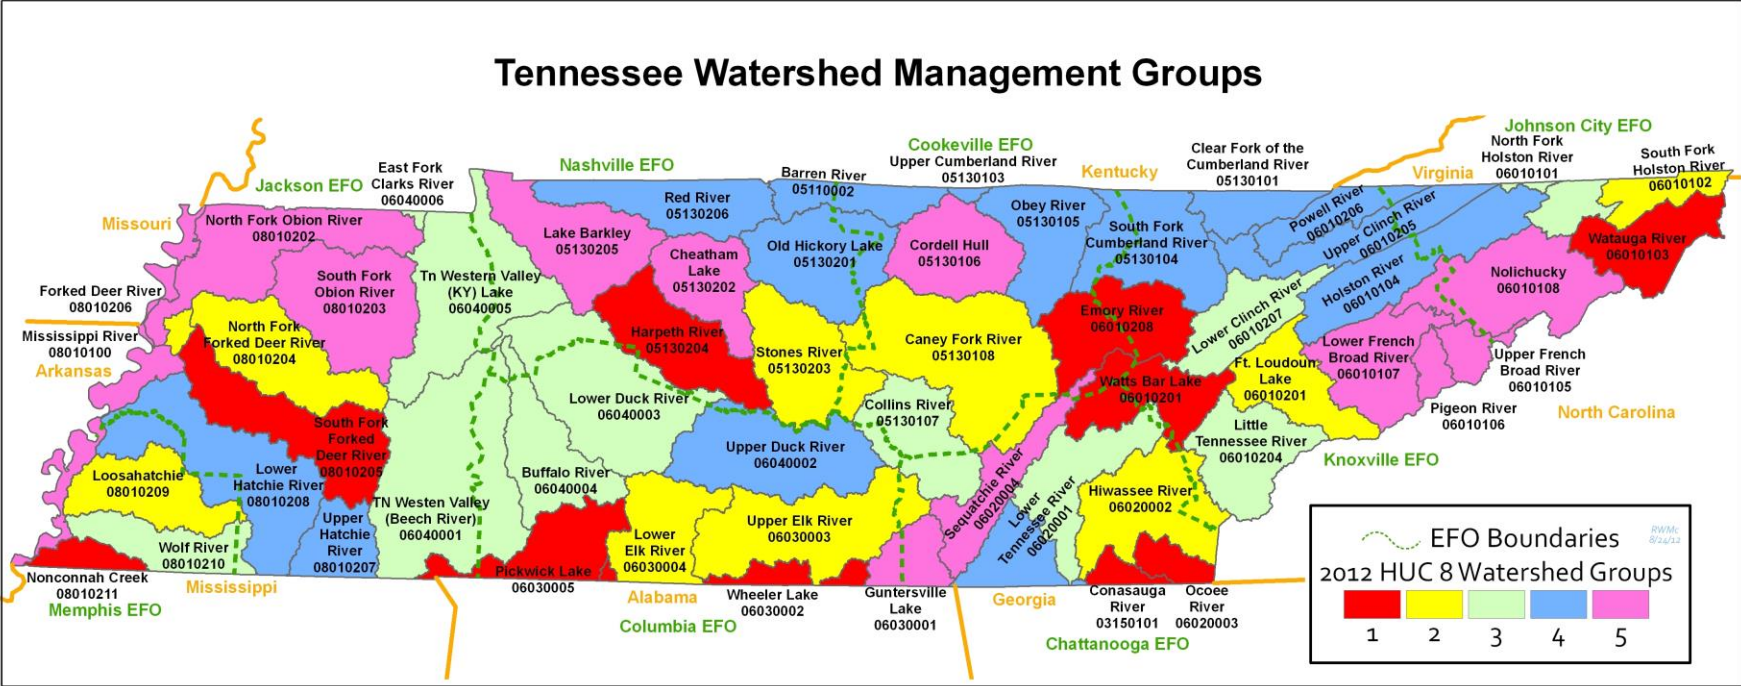 Tennessee Watershed Management Groups
Johnson City EFO
Cookeville EFO
Nashville EFO
Jackson EFO
Kentucky
Virginia
Missouri
East Fork
Clarks River
06040006
Barren River
05110002
Upper Cumberland River
05130103
Clear Fork of the
Cumberland River
05130101
North Fork
Holston River
06010101
South Fork
Holston River
06010102
North Fork Obion River
08010202
Red River
05130206
Obey River
05130105
Powell River
06010206
Upper Clinch River
06010205
Lake Barkley
05130205
Cheatham
Lake
05130202
Old Hickory Lake
05130201
Cordell Hull
05130106
South Fork
Cumberland River
05130104
Watauga River
06010103
South Fork
Obion River
08010203
Tn Western Valley
(KY) Lake
06040005
Holston River
06010104
Nolichucky
06010108
Forked Deer River
08010206
Mississippi River
08010100
Arkansas
North Fork
Forked Deer River
08010204
Harpeth River
05130204
Stones River
05130203
Caney Fork River
05130108
Emory River
06010208
Lower Clinch River
06010207
Lower French
Broad River
06010107
Upper French
Broad River
06010105
Ft. Loudoun
Lake
06010201
Watts Bar Lake
06010201
Pigeon River
06010106
North Carolina
Lower Duck River
06040003
Collins River
05130107
South Fork
Forked
Deer River
08010205
Upper Duck River
06040002
Little
Tennessee River
06010204
Knoxville EFO
Loosahatchie
08010209
Lower
Hatchie River
08010208
Buffalo River
06040004
TN Westen Valley
(Beech River)
06040001
Sequatchie River
06020004
Lower
Tennessee River
06020001
Hiwassee River
06020002
Upper
Hatchie
River
08010207
Lower
Elk River
06030004
Upper Elk River
06030003
Wolf River
08010210
Nonconnah Creek
08010211
Memphis EFO
Mississippi
Pickwick Lake
06030005
Alabama
Columbia EFO
Wheeler Lake
06030002
Guntersville
Lake
06030001
Georgia
Conasauga
River
03150101
Ocoee
River
06020003
Chattanooga EFO
EFO Boundaries
RWMc
8/24/12
2012 HUC 8 Watershed Groups
1 2 3 4 5